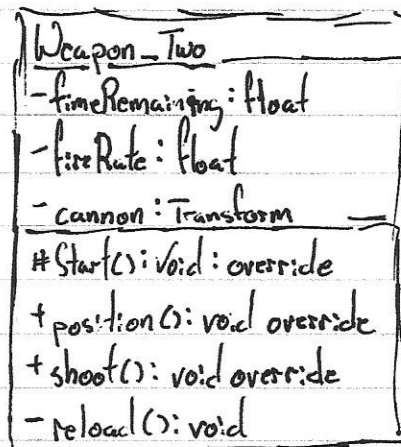 Weapon_Two
- timeRemaining : float
- fireRate : float
- cannon : Transform
# Start() : void : override
+ position() : void override
+ shoot() : void override
- reload() : void